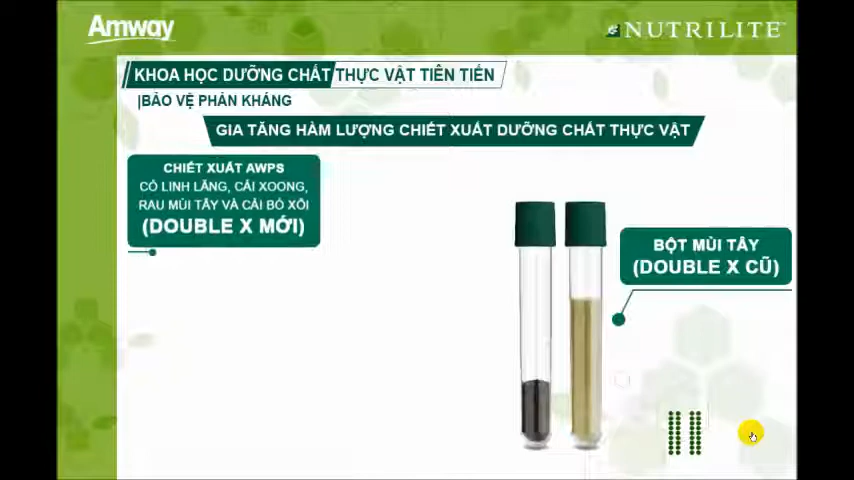 Amway
NUTRILITE
KHOA HỌC DƯỠNG CHẤT THỰC VẬT TIÊN TIẾN
|BẢO VỆ PHẢN KHÁNG
GIA TĂNG HÀM LƯỢNG CHIẾT XUẤT DƯỠNG CHẤT THỰC VẬT
CHIẾT XUẤT AWPS
CỎ LINH LĂNG, CẢI XOONG,
RAU MÙI TÂY VÀ CẢI BÓ XÔI
(DOUBLE X MỚI)
BỘT MÙI TÂY
(DOUBLE X CŨ)